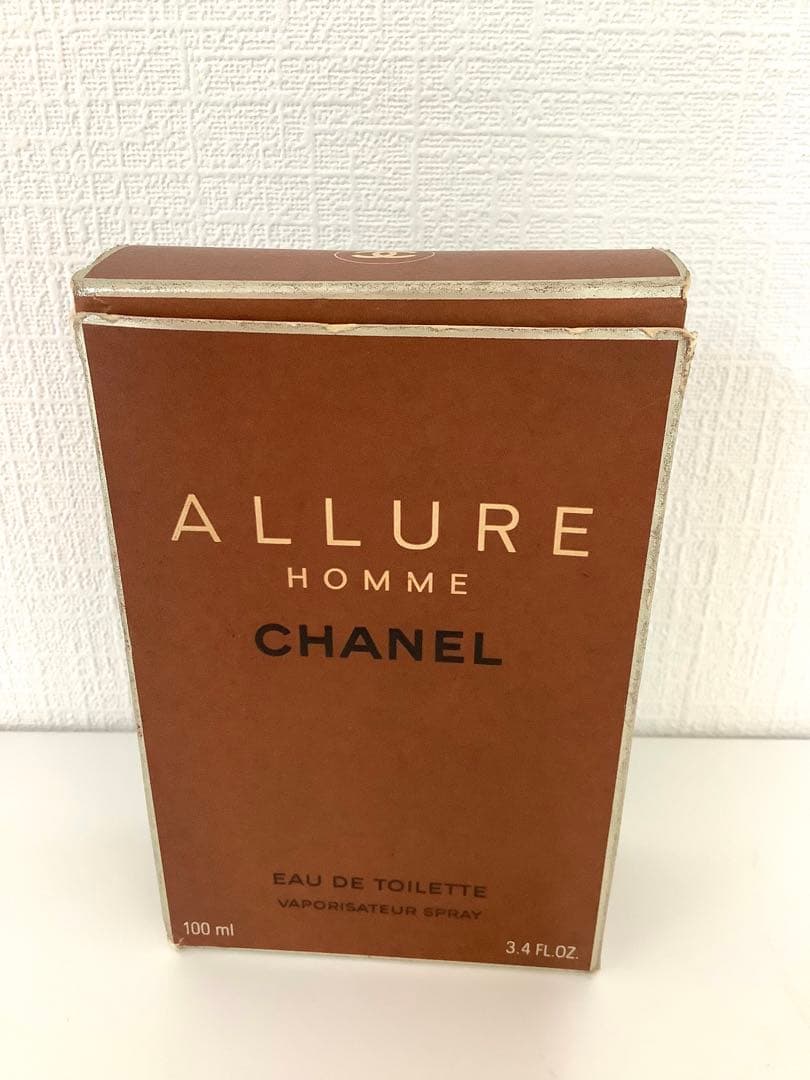 ALLURE
HOMME
CHANEL
EAU DE TOILETTE
VAPORISATEUR SPRAY
100 ml
3.4 FL.OZ.